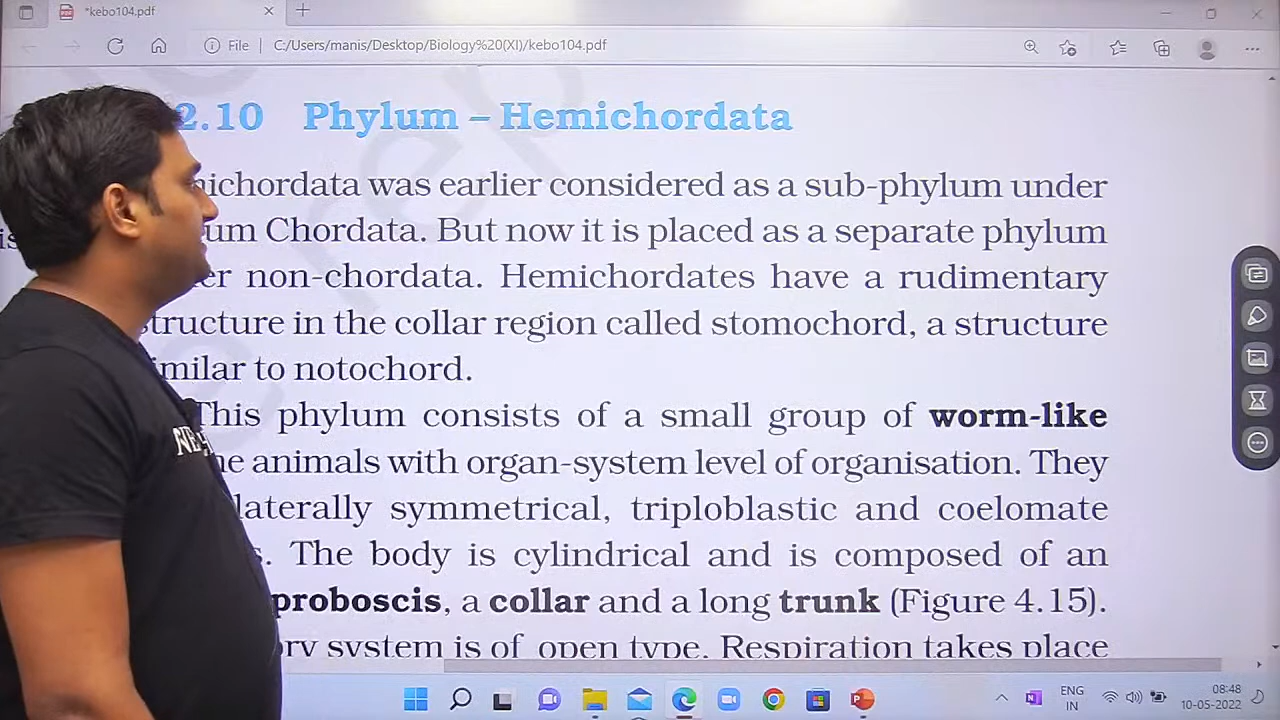 *kebo104.pdf
File C:/Users/manis/Desktop/Biology%20(XI)/kebo104.pdf
2.10 Phylum – Hemichordata
nichordata was earlier considered as a sub-phylum under
um Chordata. But now it is placed as a separate phylum
er non-chordata. Hemichordates have a rudimentary
structure in the collar region called stomochord, a structure
imilar to notochord.
This phylum consists of a small group of worm-like
ne animals with organ-system level of organisation. They
laterally symmetrical, triploblastic and coelomate
s. The body is cylindrical and is composed of an
proboscis, a collar and a long trunk (Figure 4.15).
ory system is of open type. Respiration takes place
ENG
IN
08:48
10-05-2022